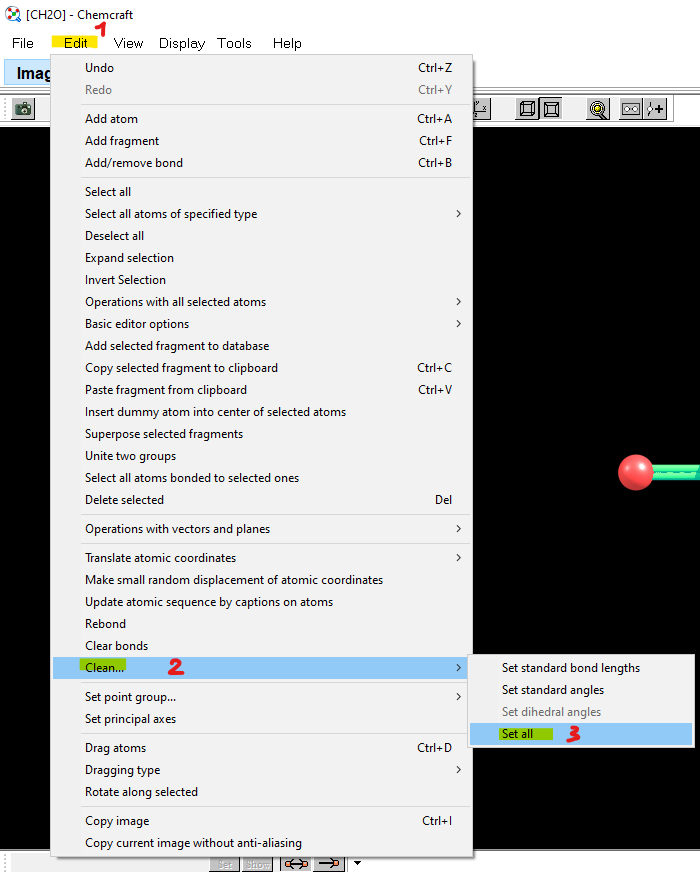 [CH2O] - Chemcraft
1
File Edit View Display Tools Help
Imag
Undo Ctrl+Z
Redo Ctrl+Y
Add atom Ctrl+A
Add fragment Ctrl+F
Add/remove bond Ctrl+B
Select all
Select all atoms of specified type
Deselect all
Expand selection
Invert Selection
Operations with all selected atoms
Basic editor options
Add selected fragment to database
Copy selected fragment to clipboard Ctrl+C
Paste fragment from clipboard Ctrl+V
Insert dummy atom into center of selected atoms
Superpose selected fragments
Unite two groups
Select all atoms bonded to selected ones
Delete selected Del
Operations with vectors and planes
Translate atomic coordinates
Make small random displacement of atomic coordinates
Update atomic sequence by captions on atoms
Rebond
Clear bonds
Clean... 2
Set standard bond lengths
Set standard angles
Set dihedral angles
Set all 3
Set point group...
Set principal axes
Drag atoms Ctrl+D
Dragging type
Rotate along selected
Copy image Ctrl+I
Copy current image without anti-aliasing
Set Show